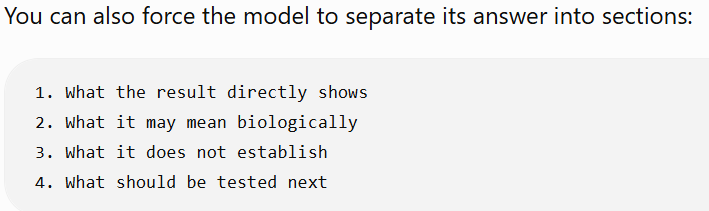 You can also force the model to separate its answer into sections:
1. What the result directly shows
2. What it may mean biologically
3. What it does not establish
4. What should be tested next